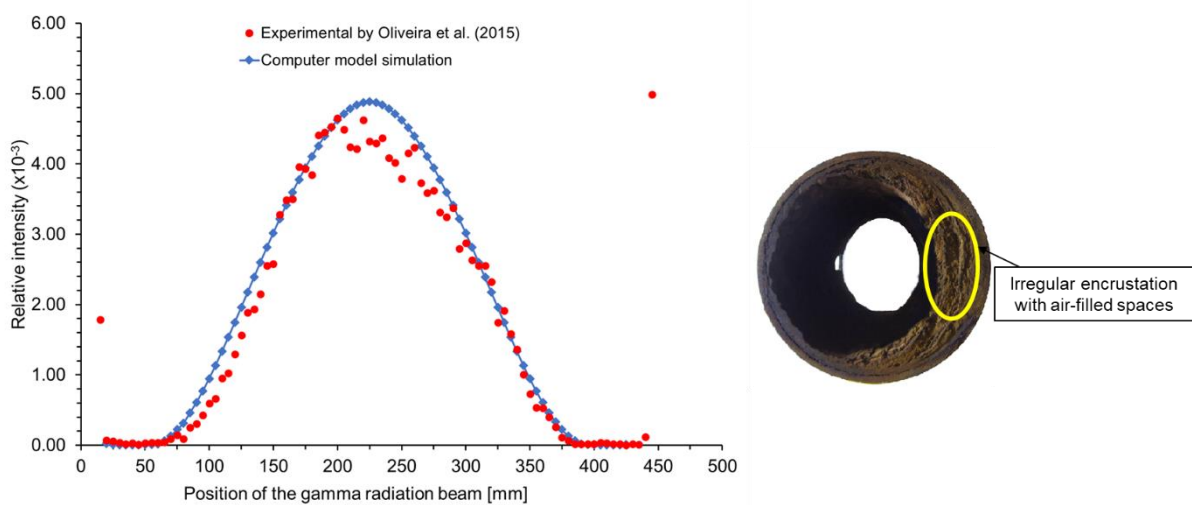 6.00
5.00
4.00
3.00
2.00
1.00
0.00
Relative intensity (x10⁻³)
Experimental by Oliveira et al. (2015)
Computer model simulation
0 50 100 150 200 250 300 350 400 450 500
Position of the gamma radiation beam [mm]
Irregular encrustation
with air-filled spaces